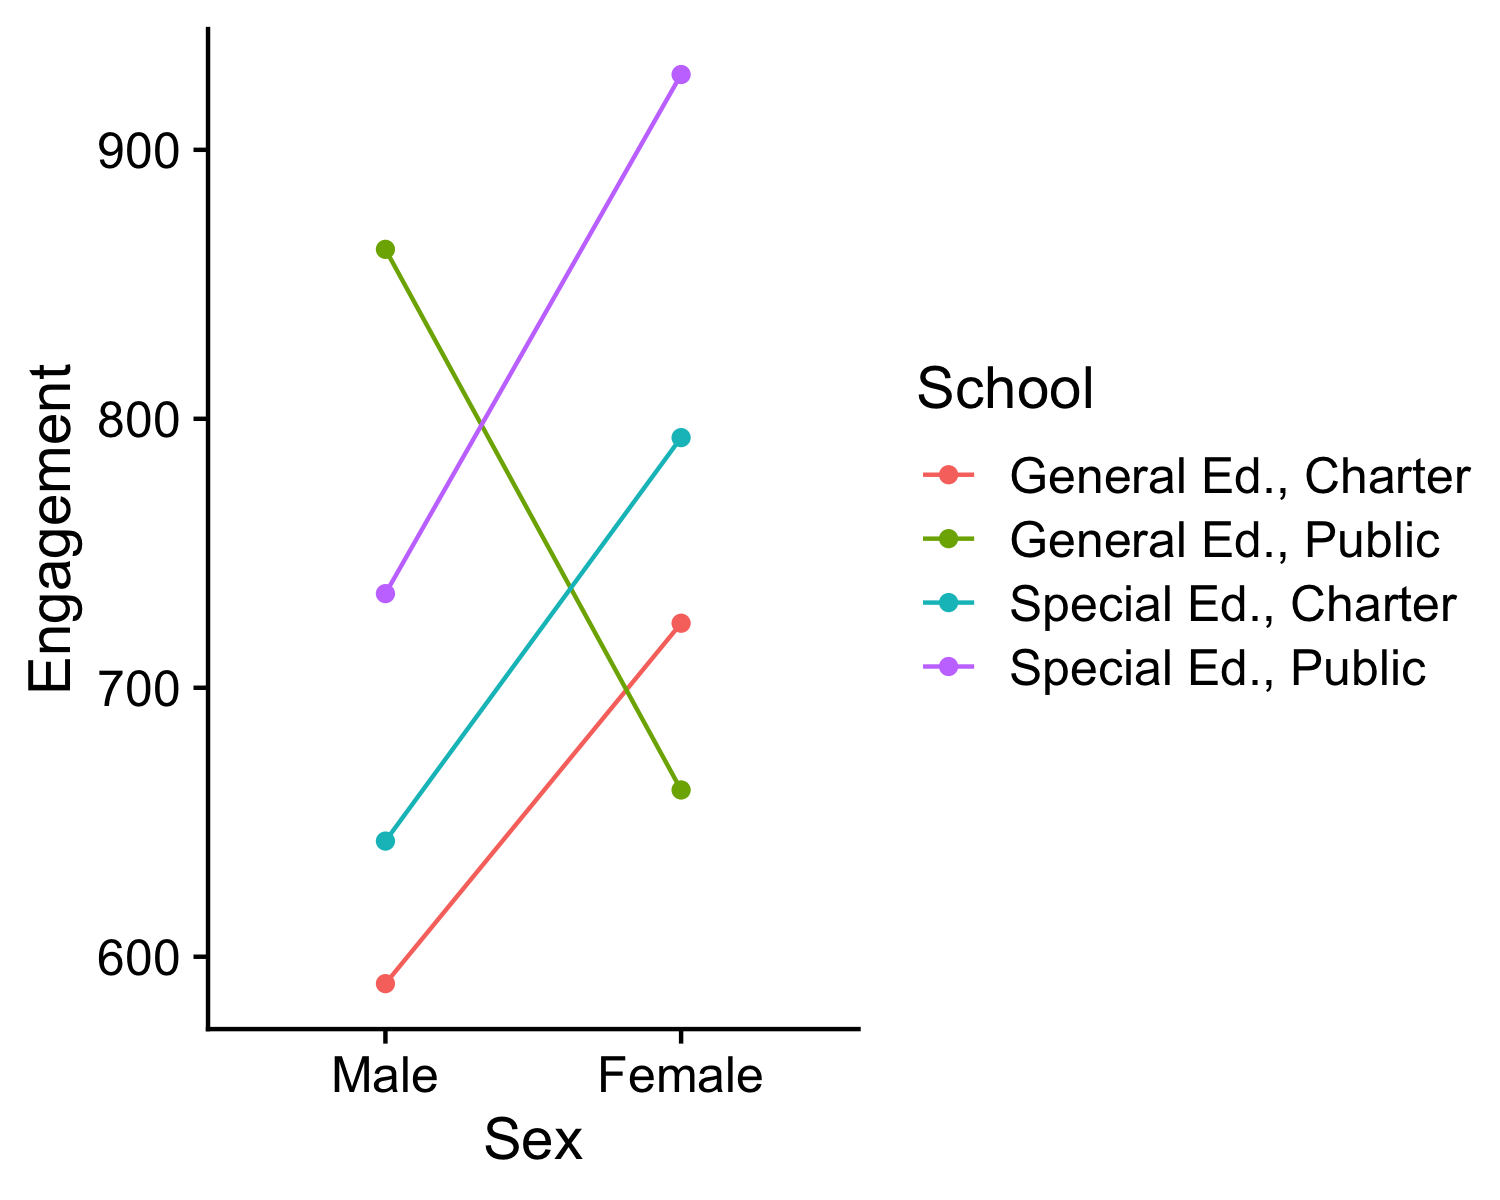 900
800
700
600
Engagement
Male Female
Sex
School
General Ed., Charter
General Ed., Public
Special Ed., Charter
Special Ed., Public